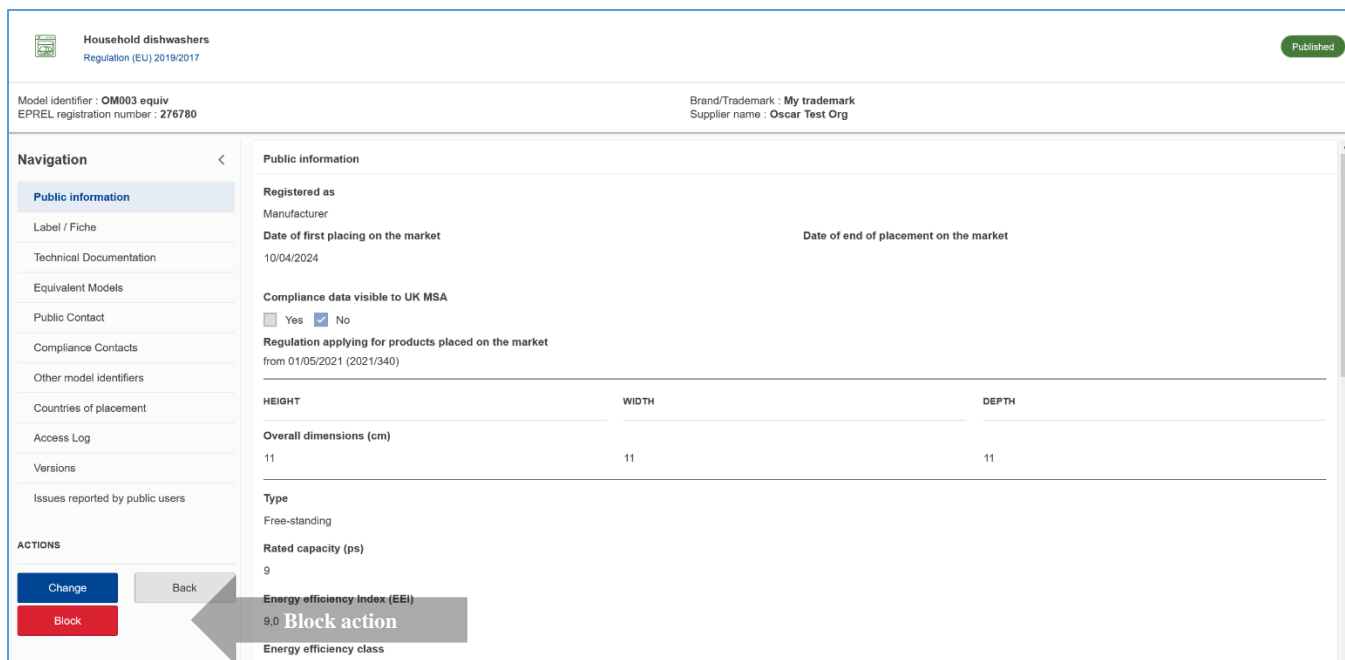 Household dishwashers
Regulation (EU) 2019/2017
Published
Model identifier : OM003 equiv
EPREL registration number : 276780
Brand/Trademark : My trademark
Supplier name : Oscar Test Org
Navigation
Public information
Label / Fiche
Technical Documentation
Equivalent Models
Public Contact
Compliance Contacts
Other model identifiers
Countries of placement
Access Log
Versions
Issues reported by public users
ACTIONS
Change
Back
Block
Public information
Registered as
Manufacturer
Date of first placing on the market
Date of end of placement on the market
10/04/2024
Compliance data visible to UK MSA
Yes No
Regulation applying for products placed on the market
from 01/05/2021 (2021/340)
HEIGHT WIDTH DEPTH
Overall dimensions (cm)
11 11 11
Type
Free-standing
Rated capacity (ps)
9
Energy efficiency Index (EEI)
9,0
Block action
Energy efficiency class